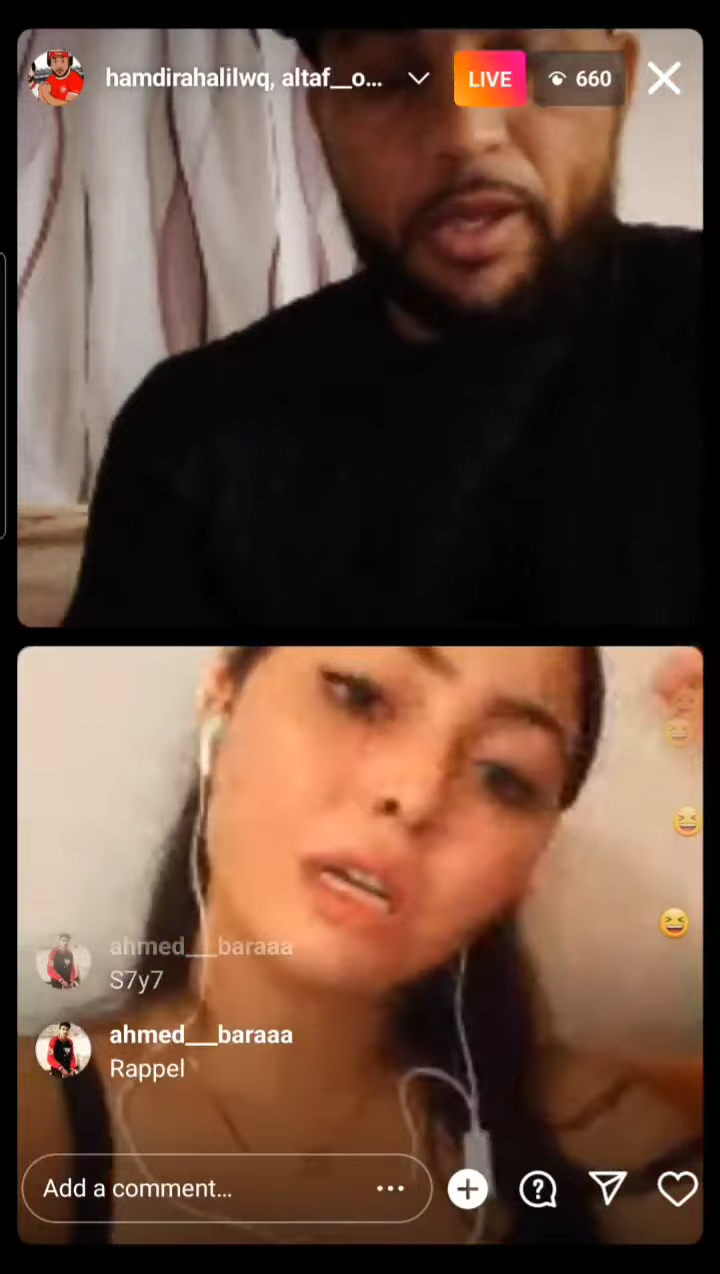 hamdirahalilwq, altaf__o...
LIVE
660
ahmed__baraaa
S7y7
ahmed__baraaa
Rappel
Add a comment...